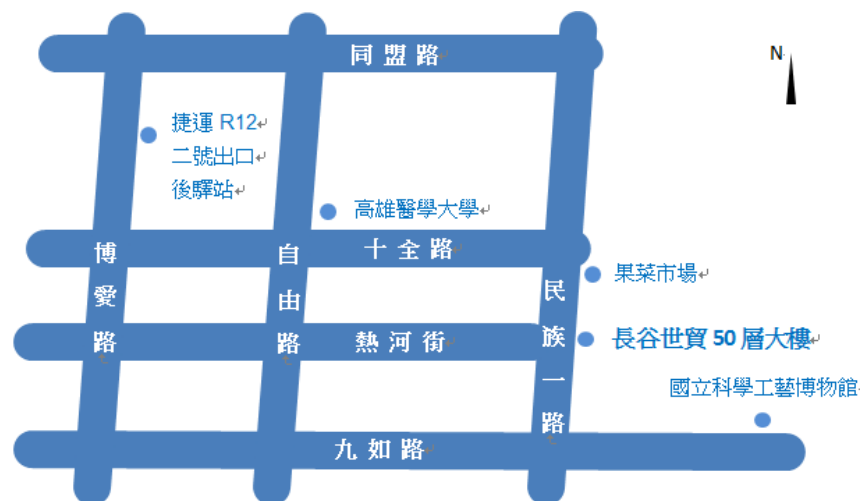 同盟路
N
捷運 R12
二號出口
後驛站
高雄醫學大學
博愛路
自由路
十全路
民族一路
果菜市場
熱河街
長谷世貿 50 層大樓
國立科學工藝博物館
九如路